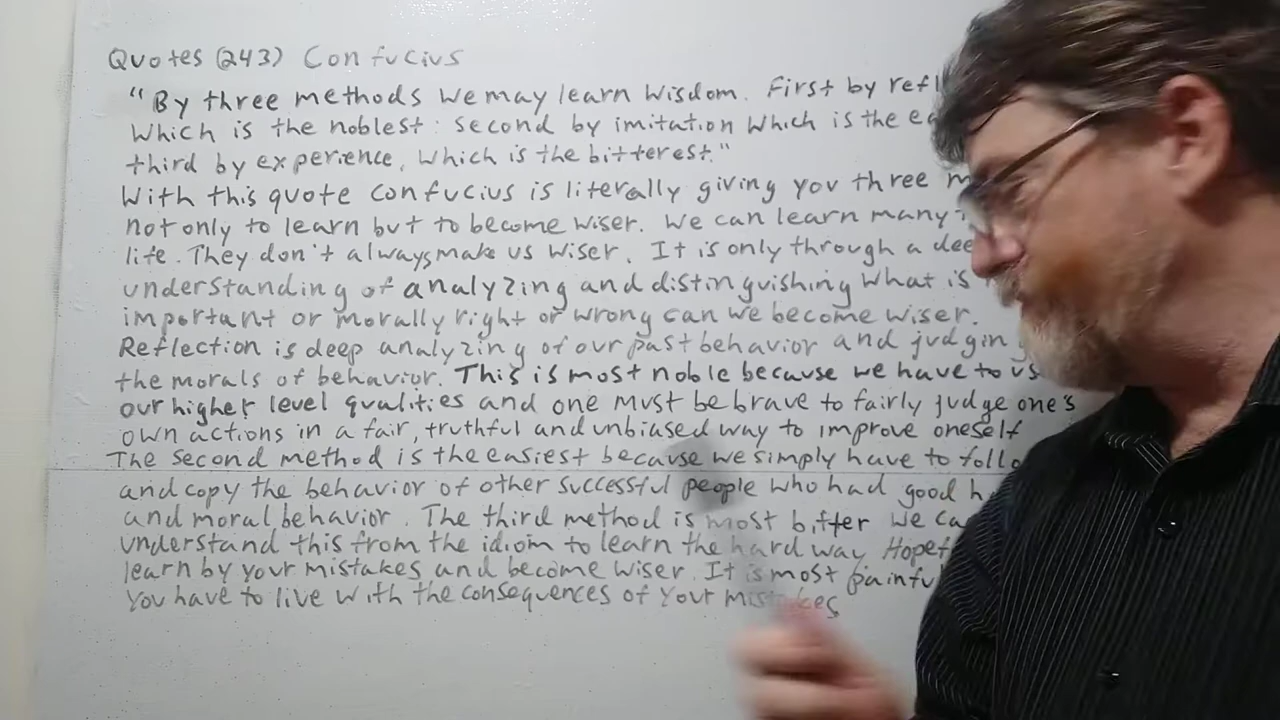 Quotes (243) Confucius
"By three methods we may learn wisdom. First by refl
which is the noblest: second by imitation which is the ea
third by experience, which is the bitterest."
With this quote confucius is literally giving you three m
not only to learn but to become wiser. We can learn many
life. They don't always make us wiser. It is only through a dee
understanding of analyzing and distinguishing what is
important or morally right or wrong can we become wiser.
Reflection is deep analyzing of our past behavior and judging
the morals of behavior. This is most noble because we have to us
our higher level qualities and one must be brave to fairly judge one's
own actions in a fair, truthful and unbiased way to improve oneself
The second method is the easiest because we simply have to follo
and copy the behavior of other successful people who had good h
and moral behavior. The third method is most bitter we ca
understand this from the idiom to learn the hard way Hopef
learn by your mistakes and become wiser. It is most painfu
you have to live with the consequences of your mistakes